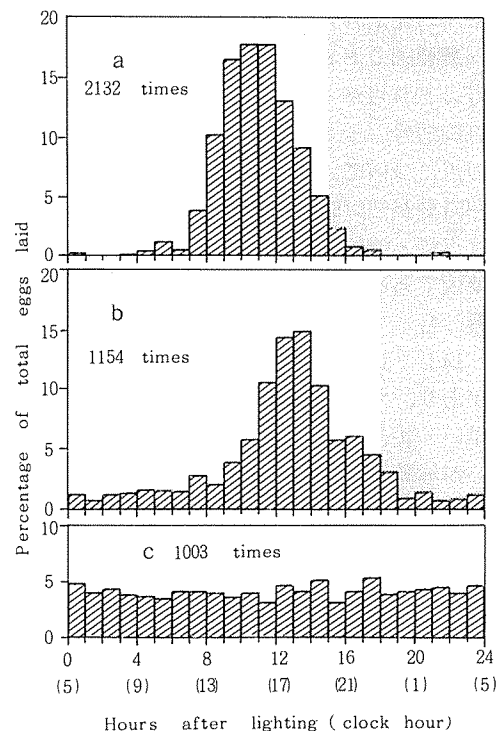 20
a
2132 times
15
10
5
0
20
b
15
1154 times
10
5
0
10
C 1003 times
5
0
Percentage of total eggs laid
0 4 8 12 16 20 24
(5) (9) (13) (17) (21) (1) (5)
Hours after lighting (clock hour)